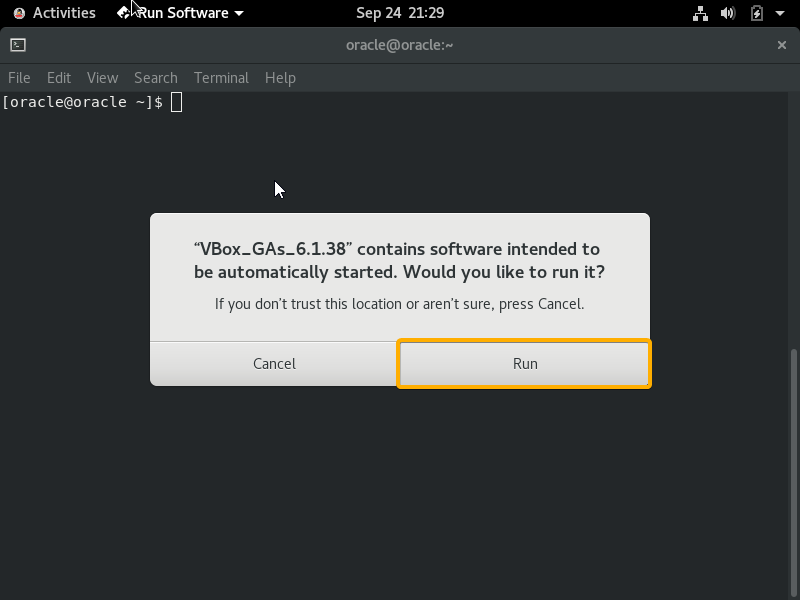 Activities Run Software Sep 24 21:29
oracle@oracle:~
File Edit View Search Terminal Help
[oracle@oracle ~]$
“VBox_GAs_6.1.38” contains software intended to
be automatically started. Would you like to run it?
If you don’t trust this location or aren’t sure, press Cancel.
Cancel Run